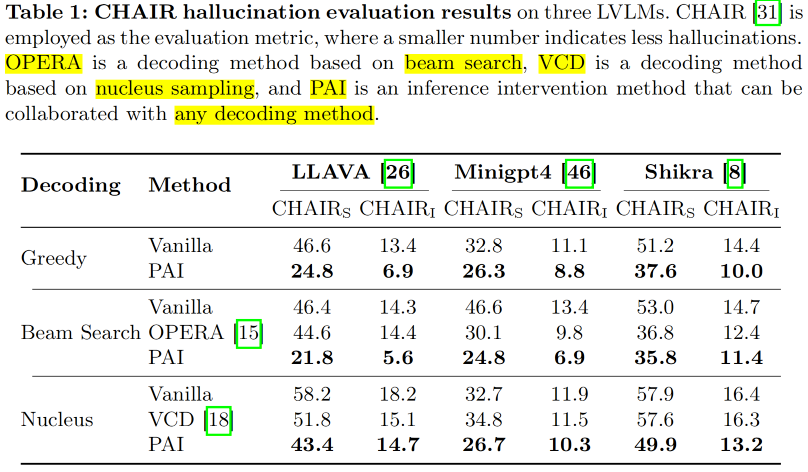 Table 1: CHAIR hallucination evaluation results on three LVLMs. CHAIR [31] is
employed as the evaluation metric, where a smaller number indicates less hallucinations.
OPERA is a decoding method based on beam search, VCD is a decoding method
based on nucleus sampling, and PAI is an inference intervention method that can be
collaborated with any decoding method.
Decoding Method LLAVA [26] Minigpt4 [46] Shikra [8]
CHAIR_S CHAIR_I CHAIR_S CHAIR_I CHAIR_S CHAIR_I
Greedy
Vanilla 46.6 13.4 32.8 11.1 51.2 14.4
PAI 24.8 6.9 26.3 8.8 37.6 10.0
Vanilla 46.4 14.3 46.6 13.4 53.0 14.7
Beam Search OPERA [15] 44.6 14.4 30.1 9.8 36.8 12.4
PAI 21.8 5.6 24.8 6.9 35.8 11.4
Vanilla 58.2 18.2 32.7 11.9 57.9 16.4
Nucleus VCD [18] 51.8 15.1 34.8 11.5 57.6 16.3
PAI 43.4 14.7 26.7 10.3 49.9 13.2